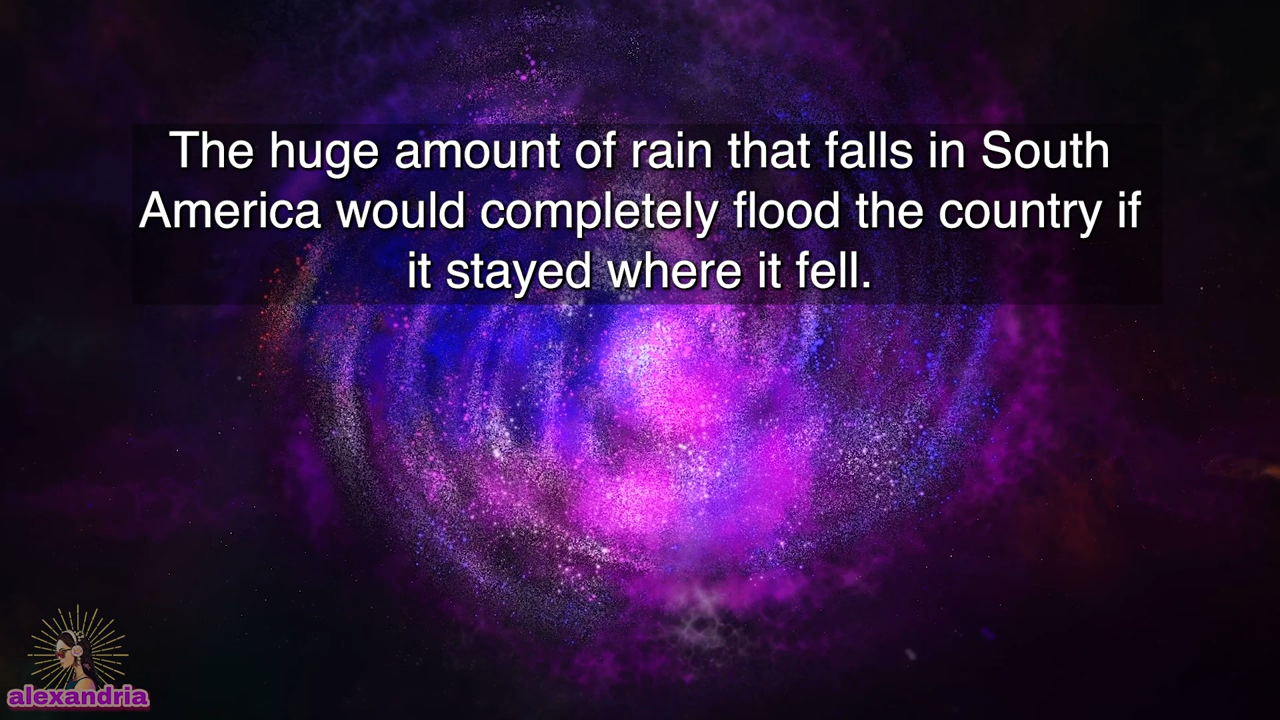 The huge amount of rain that falls in South
America would completely flood the country if
it stayed where it fell.
alexandria